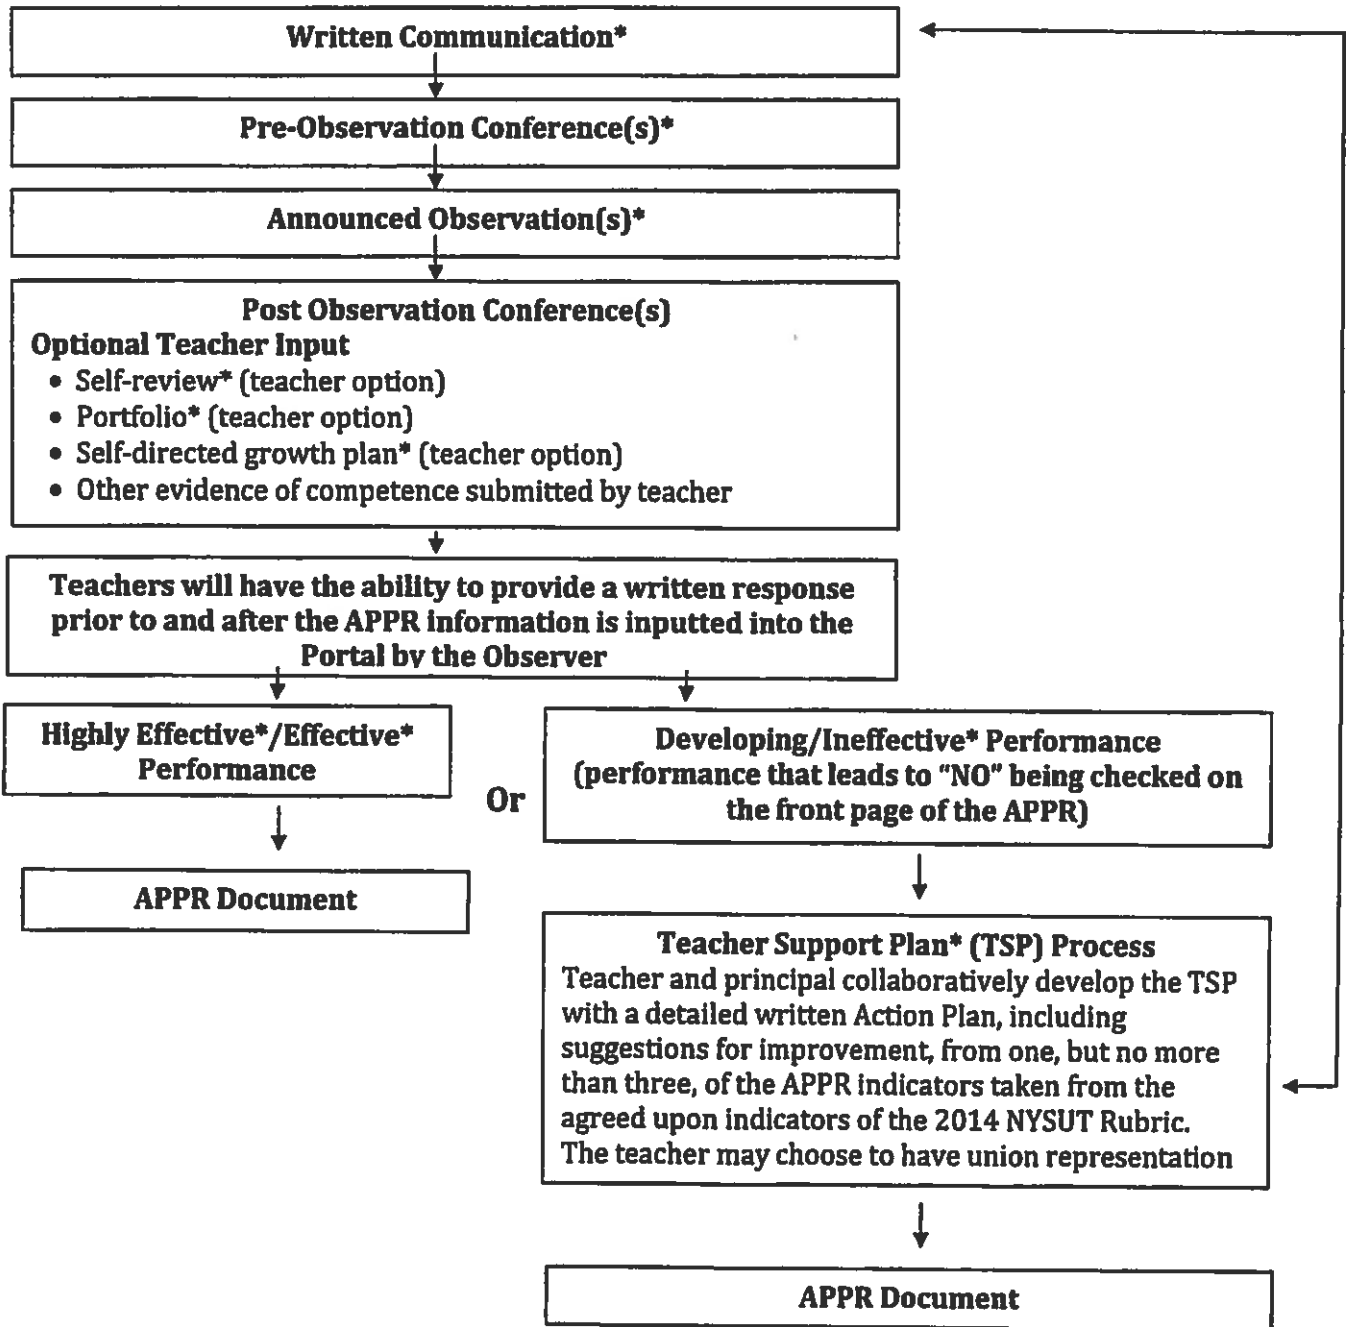 Written Communication*
Pre-Observation Conference(s)*
Announced Observation(s)*
Post Observation Conference(s)
Optional Teacher Input
• Self-review* (teacher option)
• Portfolio* (teacher option)
• Self-directed growth plan* (teacher option)
• Other evidence of competence submitted by teacher
Teachers will have the ability to provide a written response
prior to and after the APPR information is inputted into the
Portal by the Observer
Highly Effective*/Effective*
Performance
Or
Developing/Ineffective* Performance
(performance that leads to "NO" being checked on
the front page of the APPR)
APPR Document
Teacher Support Plan* (TSP) Process
Teacher and principal collaboratively develop the TSP
with a detailed written Action Plan, including
suggestions for improvement, from one, but no more
than three, of the APPR indicators taken from the
agreed upon indicators of the 2014 NYSUT Rubric.
The teacher may choose to have union representation
APPR Document